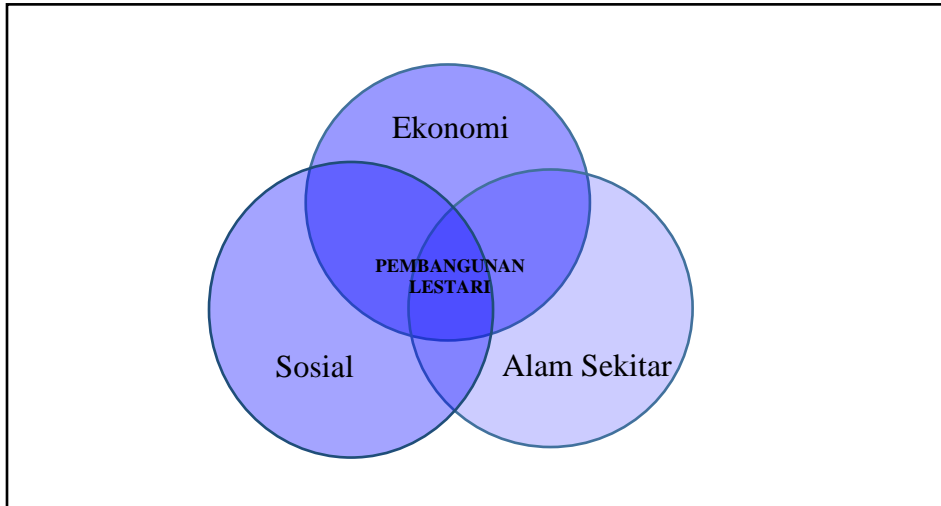 Ekonomi
PEMBANGUNAN
LESTARI
Sosial
Alam Sekitar